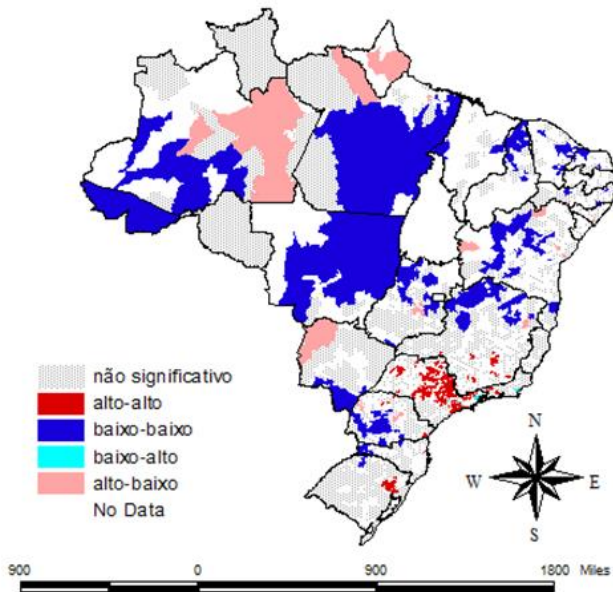 não significativo
alto-alto
baixo-baixo
baixo-alto
alto-baixo
No Data
N
W E
S
900 0 900 1800 Miles